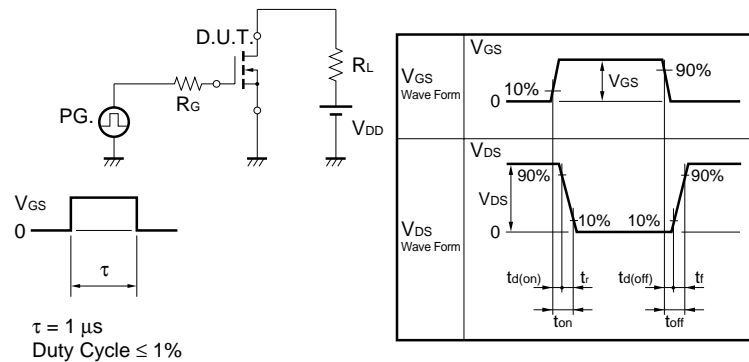 D.U.T.
RG
PG.
RL
VDD
VGS
0
τ
τ = 1 μs
Duty Cycle ≤ 1%
VGS
Wave Form
VGS
10%
0
VGS
90%
VDS
Wave Form
VDS
90%
VDS
0
10%
10%
90%
td(on)
tr
td(off)
tf
ton
toff